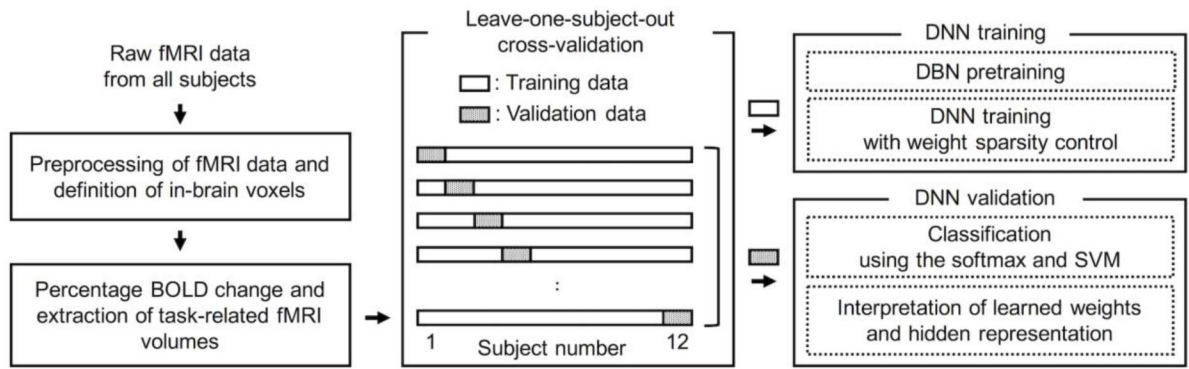 Raw fMRI data
from all subjects
Preprocessing of fMRI data and
definition of in-brain voxels
Percentage BOLD change and
extraction of task-related fMRI
volumes
Leave-one-subject-out
cross-validation
: Training data
: Validation data
:
1
12
Subject number
DNN training
DBN pretraining
DNN training
with weight sparsity control
DNN validation
Classification
using the softmax and SVM
Interpretation of learned weights
and hidden representation